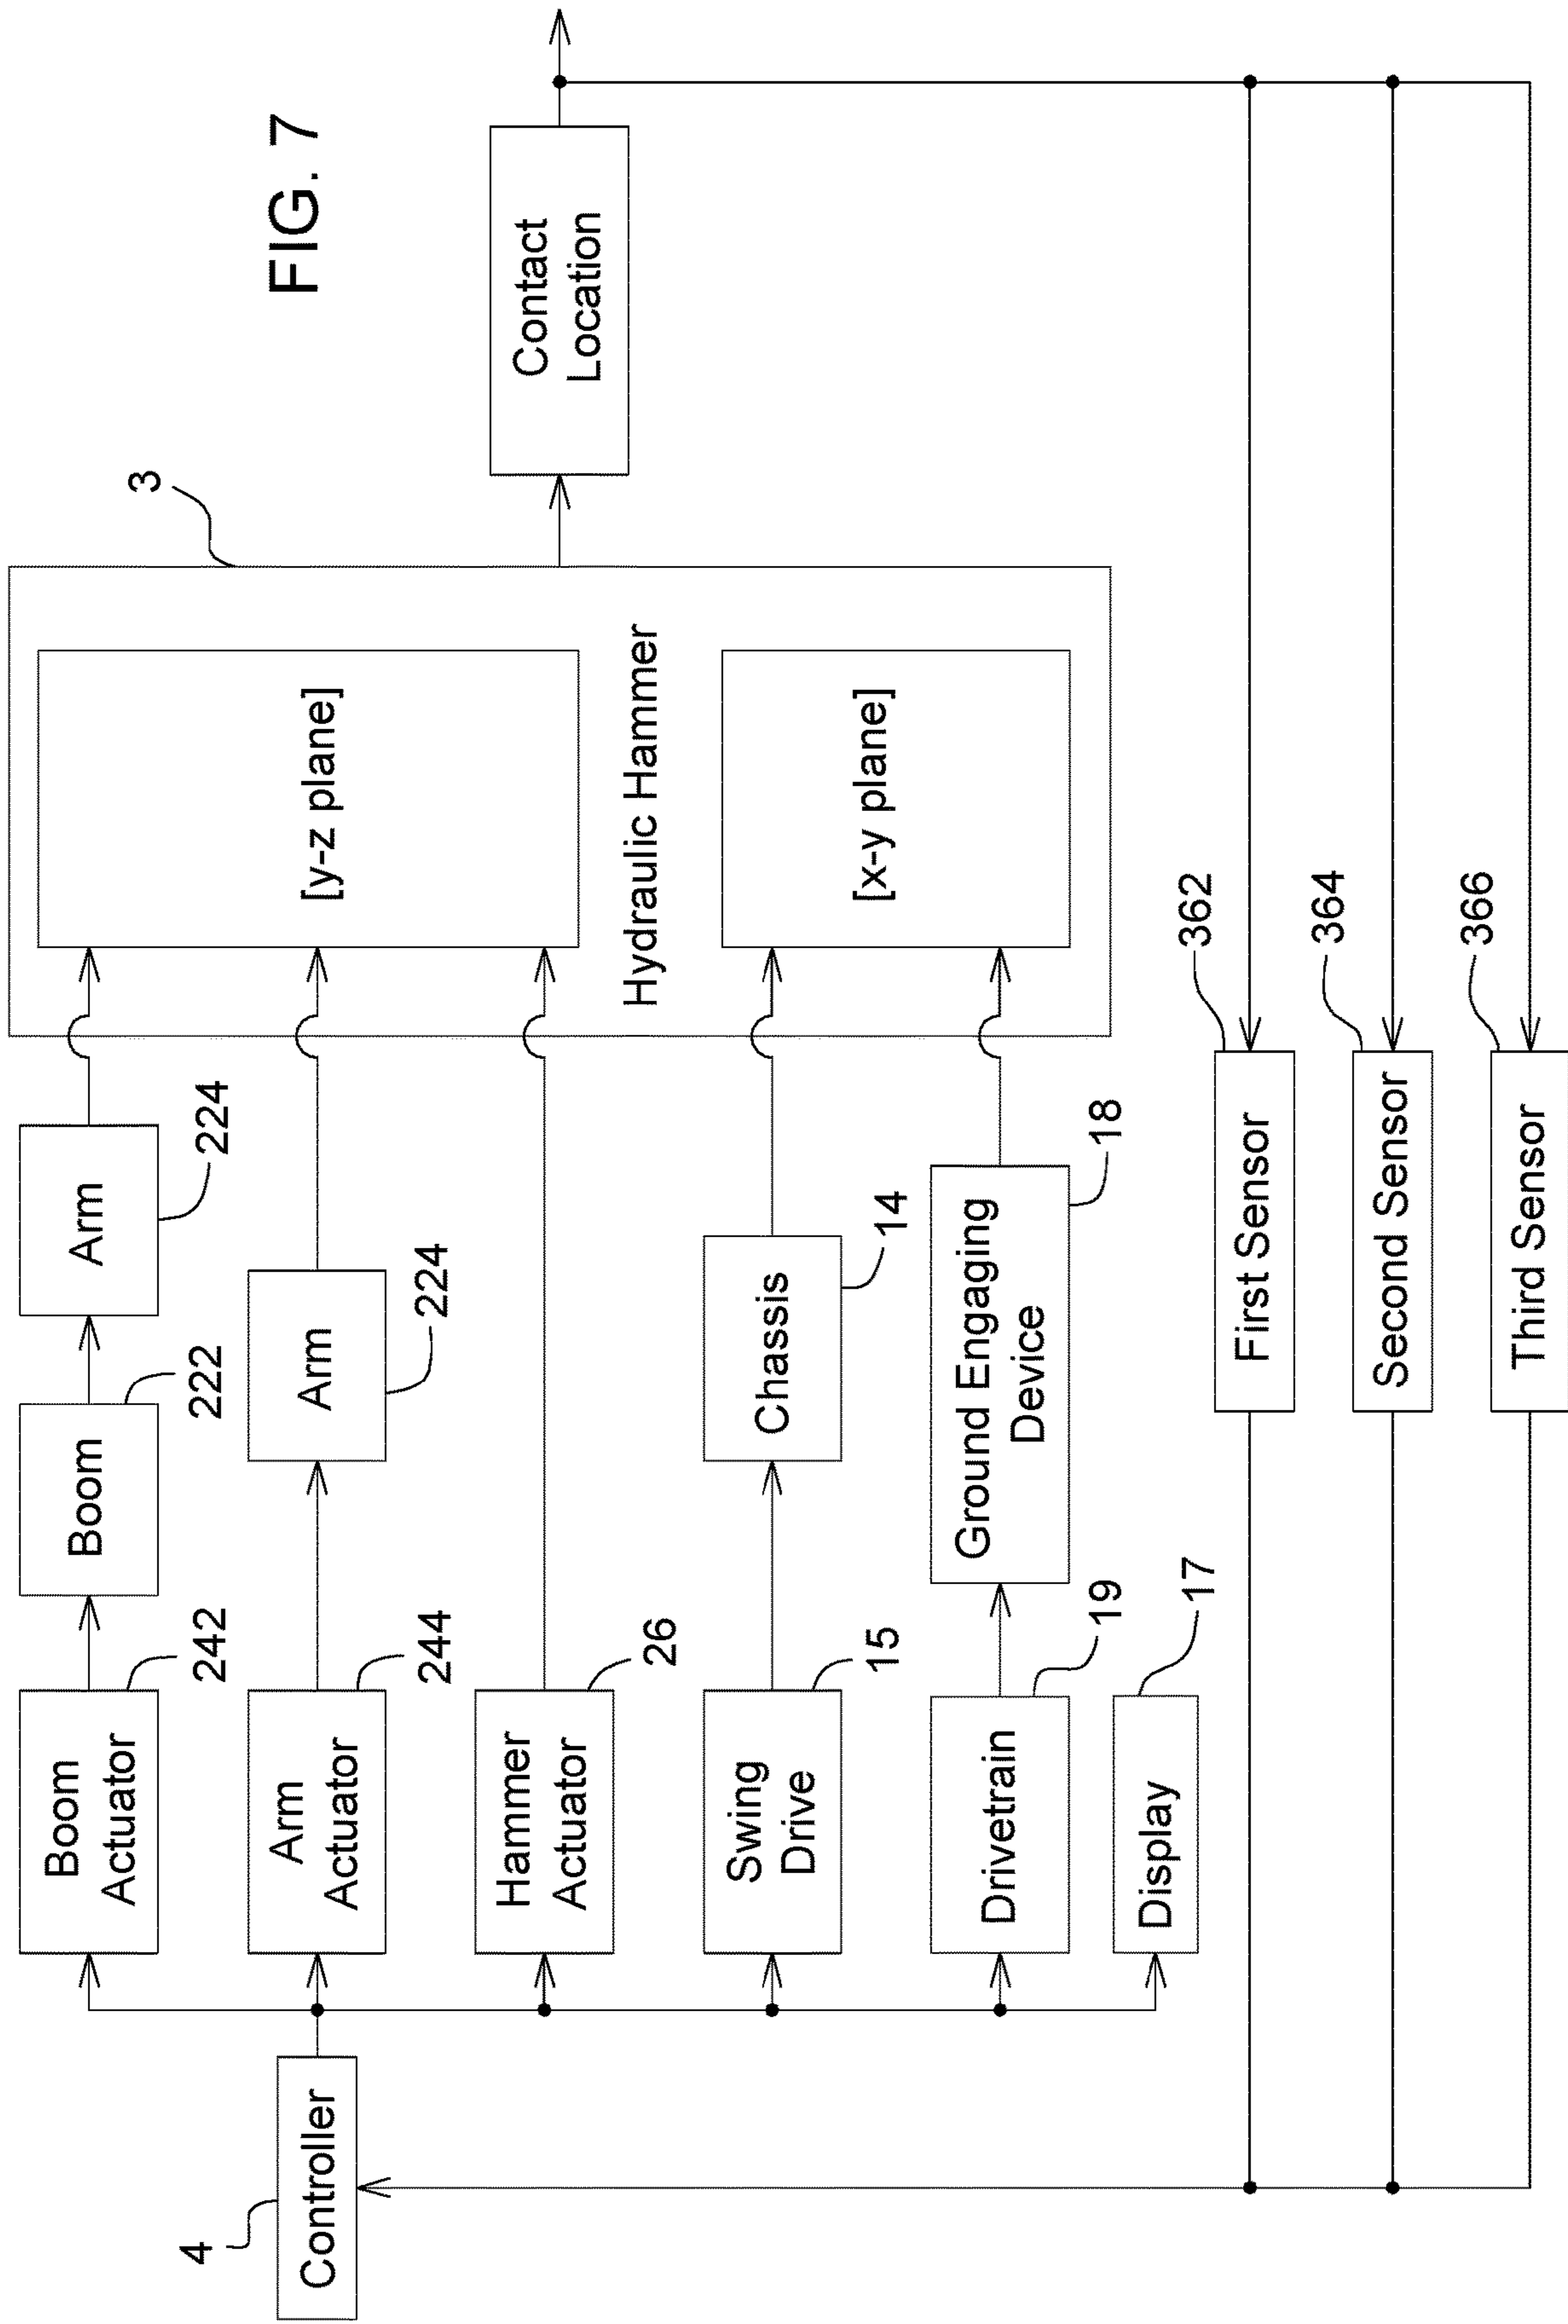 FIG. 7
4
Controller
Boom
Actuator
242
Boom
222
Arm
224
Arm
Actuator
244
Arm
224
Hammer
Actuator
26
Swing
Drive
15
Chassis
14
Drivetrain
19
Ground Engaging
Device
18
Display
17
3
[y-z plane]
Hydraulic Hammer
[x-y plane]
Contact
Location
First Sensor
362
Second Sensor
364
Third Sensor
366